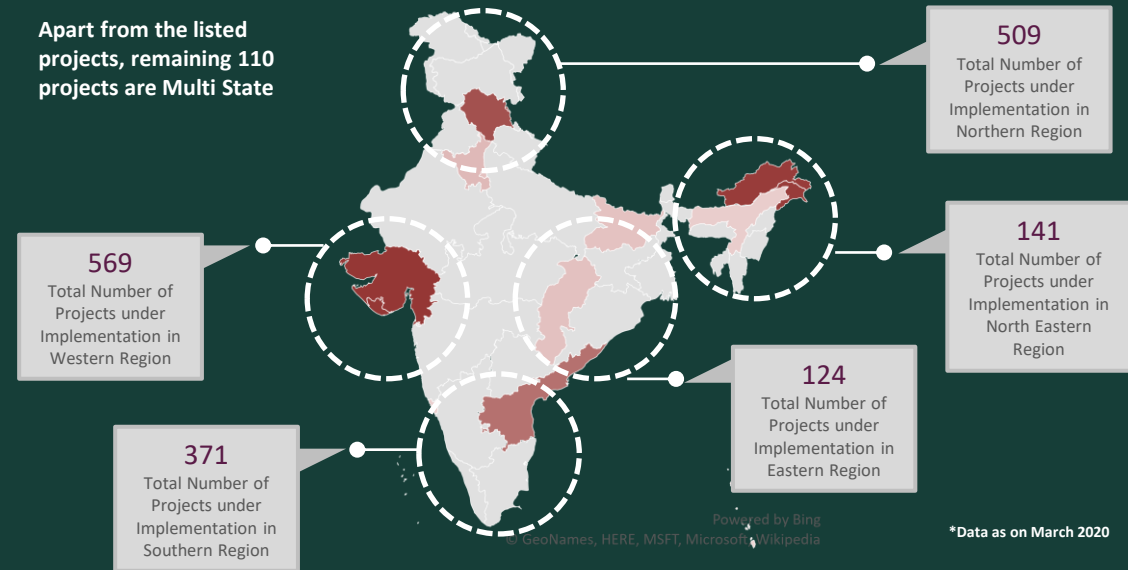 Apart from the listed
projects, remaining 110
projects are Multi State
509
Total Number of
Projects under
Implementation in
Northern Region
141
Total Number of
Projects under
Implementation in
North Eastern
Region
569
Total Number of
Projects under
Implementation in
Western Region
124
Total Number of
Projects under
Implementation in
Eastern Region
371
Total Number of
Projects under
Implementation in
Southern Region
Powered by Bing
© GeoNames, HERE, MSFT, Microsoft, Wikipedia
*Data as on March 2020